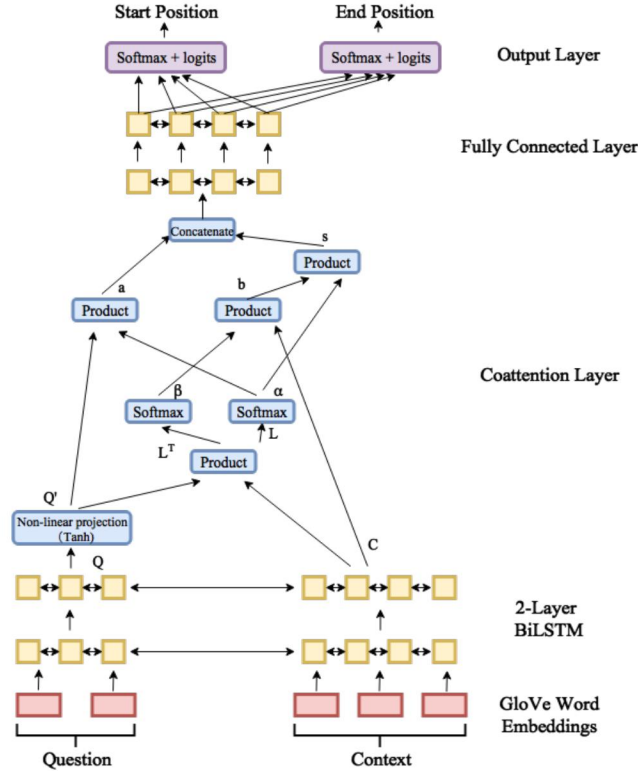 Start Position
End Position
Softmax + logits
Softmax + logits
Output Layer
Fully Connected Layer
Concatenate
s
Product
a
b
Product
Product
Coattention Layer
β
α
Softmax
Softmax
L
Lᵀ
Product
Q'
Non-linear projection
(Tanh)
C
Q
2-Layer
BiLSTM
GloVe Word
Embeddings
Question
Context